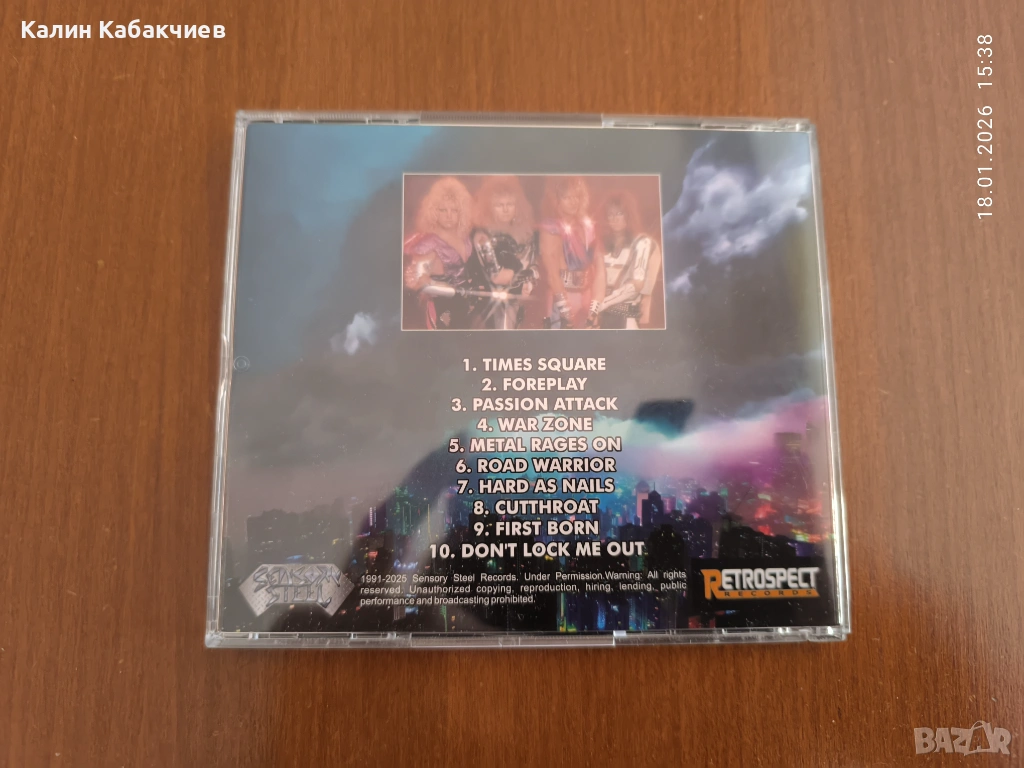 Калин Кабакчиев
18.01.2026 15:38
1. TIMES SQUARE
2. FOREPLAY
3. PASSION ATTACK
4. WAR ZONE
5. METAL RAGES ON
6. ROAD WARRIOR
7. HARD AS NAILS
8. CUTTHROAT
9. FIRST BORN
10. DON'T LOCK ME OUT
SENSORY
STEEL
1991-2025 Sensory Steel Records. Under Permission.Warning: All rights
reserved. Unauthorized copying, reproduction, hiring, lending, public
performance and broadcasting prohibited.
RETROSPECT
RECORDS
BAZAR